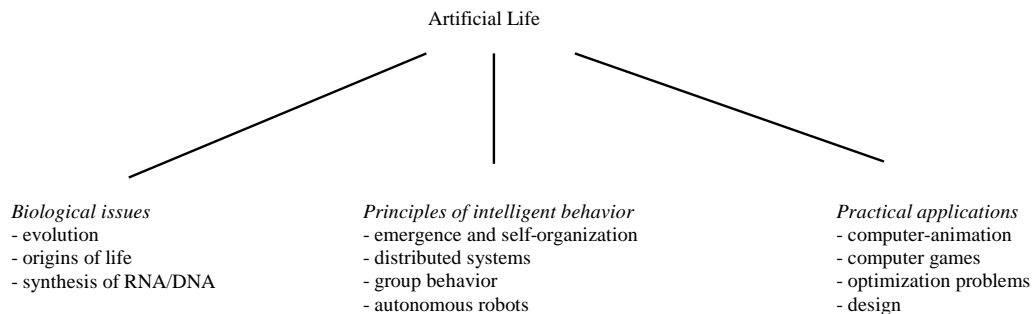 Artificial Life
Biological issues
- evolution
- origins of life
- synthesis of RNA/DNA
Principles of intelligent behavior
- emergence and self-organization
- distributed systems
- group behavior
- autonomous robots
Practical applications
- computer-animation
- computer games
- optimization problems
- design